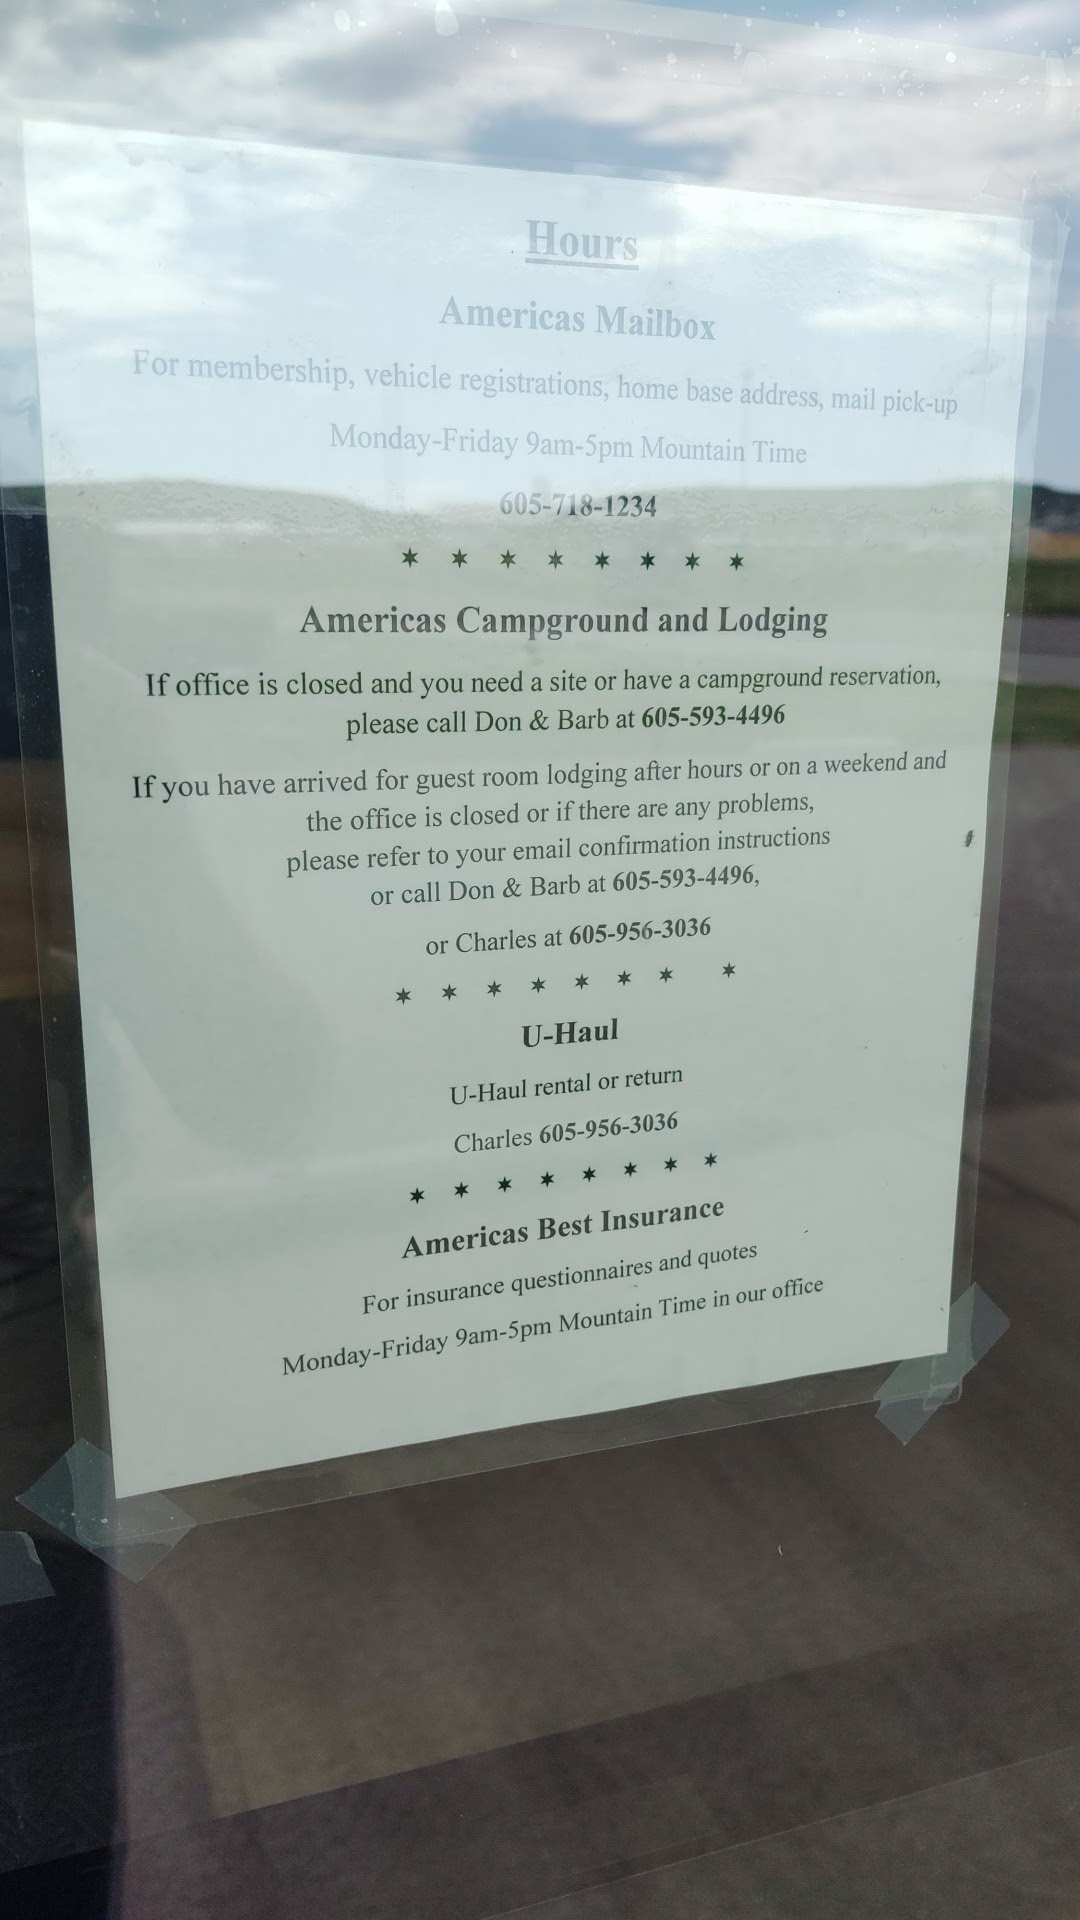 Hours
Americas Mailbox
For membership, vehicle registrations, home base address, mail pick-up
Monday-Friday 9am-5pm Mountain Time
605-718-1234
✶ ✶ ✶ ✶ ✶ ✶ ✶ ✶
Americas Campground and Lodging
If office is closed and you need a site or have a campground reservation,
please call Don & Barb at 605-593-4496
If you have arrived for guest room lodging after hours or on a weekend and
the office is closed or if there are any problems,
please refer to your email confirmation instructions
or call Don & Barb at 605-593-4496,
or Charles at 605-956-3036
✶ ✶ ✶ ✶ ✶ ✶ ✶ ✶
U-Haul
U-Haul rental or return
Charles 605-956-3036
✶ ✶ ✶ ✶ ✶ ✶ ✶ ✶
Americas Best Insurance
For insurance questionnaires and quotes
Monday-Friday 9am-5pm Mountain Time in our office